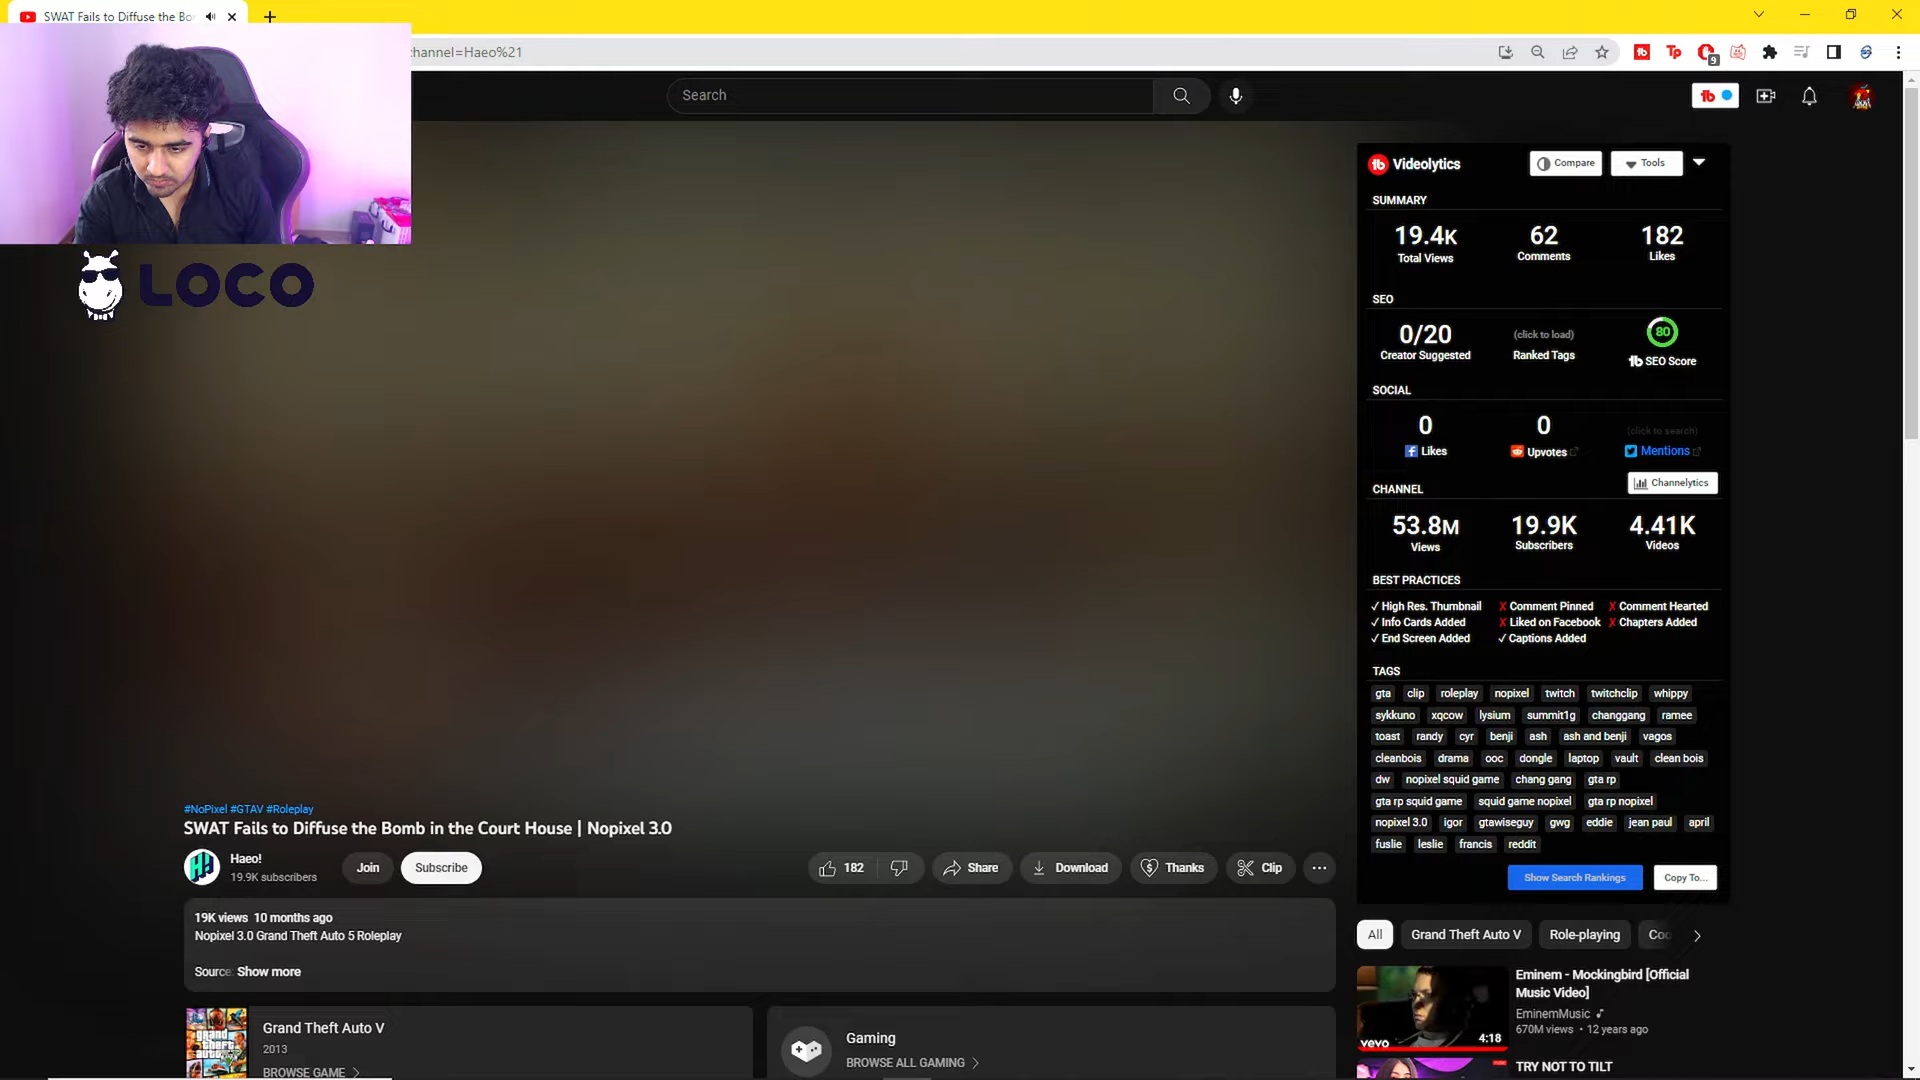 SWAT Fails to Diffuse the Bo
channel=Haeo%21
9
Search
LOCO
Videolytics
Compare
Tools
SUMMARY
19.4K 62 182
Total Views Comments Likes
SEO
0/20 (click to load) 80
Creator Suggested Ranked Tags SEO Score
SOCIAL
0 0 (click to search)
Likes Upvotes Mentions
CHANNEL Channelytics
53.8M 19.9K 4.41K
Views Subscribers Videos
BEST PRACTICES
✓ High Res. Thumbnail ✗ Comment Pinned ✗ Comment Hearted
✓ Info Cards Added ✗ Liked on Facebook ✗ Chapters Added
✓ End Screen Added ✓ Captions Added
TAGS
gta clip roleplay nopixel twitch twitchclip whippy
sykkuno xqcow lysium summit1g changgang ramee
toast randy cyr benji ash ash and benji vagos
cleanbois drama ooc dongle laptop vault clean bois
dw nopixel squid game chang gang gta rp
gta rp squid game squid game nopixel gta rp nopixel
nopixel 3.0 igor gtawiseguy gwg eddie jean paul april
fuslie leslie francis reddit
Show Search Rankings Copy To...
#NoPixel #GTAV #Roleplay
SWAT Fails to Diffuse the Bomb in the Court House | Nopixel 3.0
Haeo!
19.9K subscribers
Join Subscribe 182 Share Download Thanks Clip
19K views 10 months ago
Nopixel 3.0 Grand Theft Auto 5 Roleplay
Source: Show more
Grand Theft Auto V
2013
BROWSE GAME
Gaming
BROWSE ALL GAMING
All Grand Theft Auto V Role-playing Coo
Eminem - Mockingbird [Official
Music Video]
EminemMusic
670M views • 12 years ago
vevo 4:18
TRY NOT TO TILT